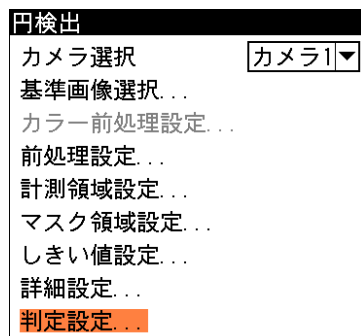 円検出
カメラ選択 カメラ1▼
基準画像選択...
カラー前処理設定...
前処理設定...
計測領域設定...
マスク領域設定...
しきい値設定...
詳細設定...
判定設定...